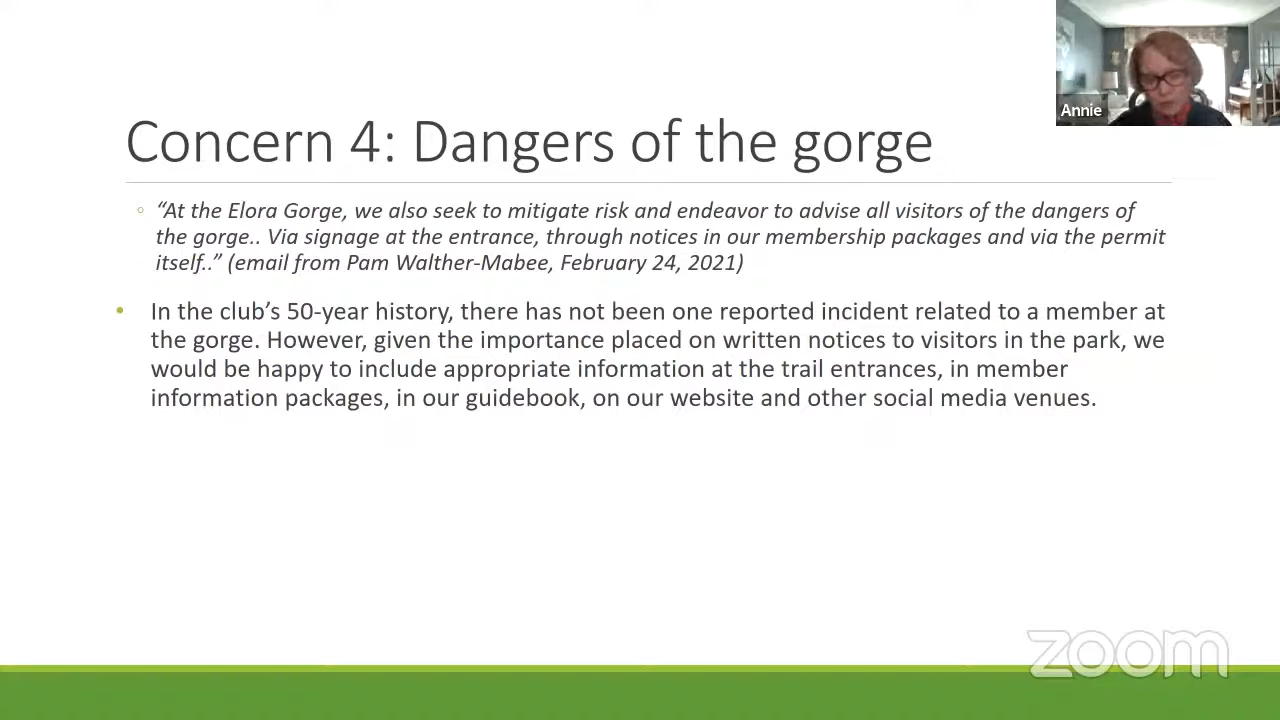 Annie
Concern 4: Dangers of the gorge
“At the Elora Gorge, we also seek to mitigate risk and endeavor to advise all visitors of the dangers of
the gorge.. Via signage at the entrance, through notices in our membership packages and via the permit
itself..” (email from Pam Walther-Mabee, February 24, 2021)
In the club’s 50-year history, there has not been one reported incident related to a member at
the gorge. However, given the importance placed on written notices to visitors in the park, we
would be happy to include appropriate information at the trail entrances, in member
information packages, in our guidebook, on our website and other social media venues.
zoom